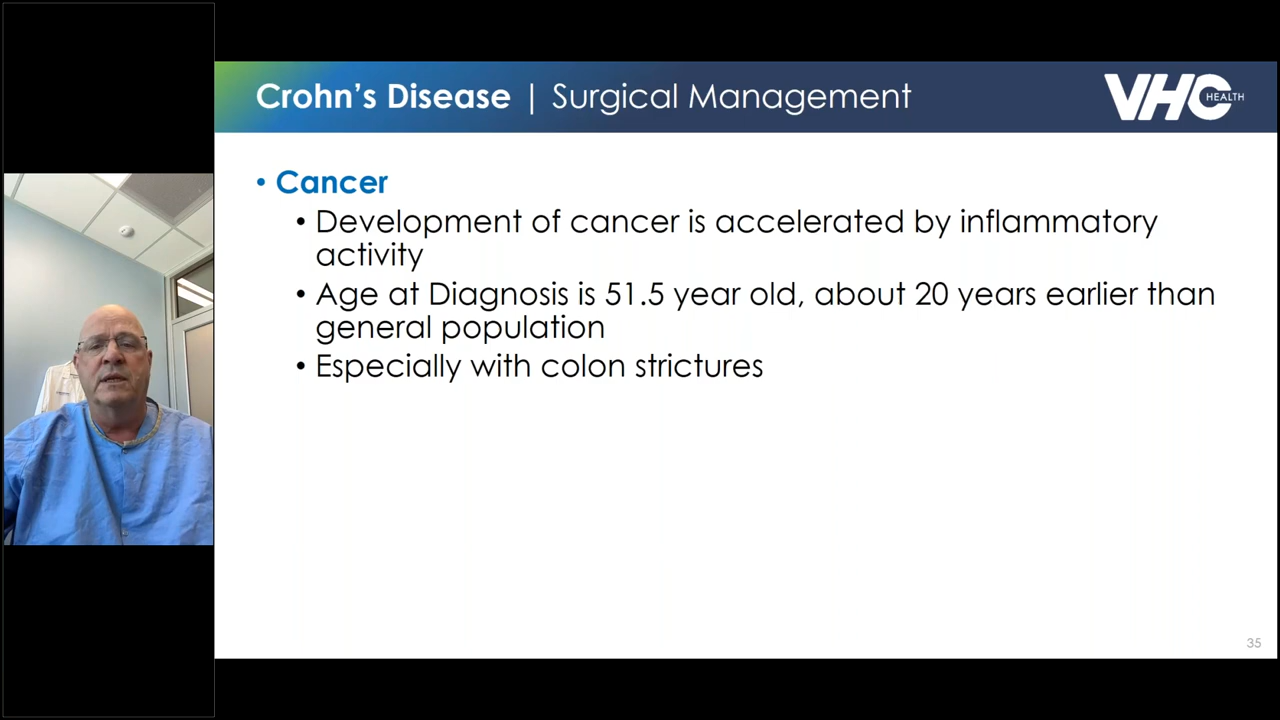 Crohn's Disease | Surgical Management
VHC HEALTH
• Cancer
• Development of cancer is accelerated by inflammatory
activity
• Age at Diagnosis is 51.5 year old, about 20 years earlier than
general population
• Especially with colon strictures
35